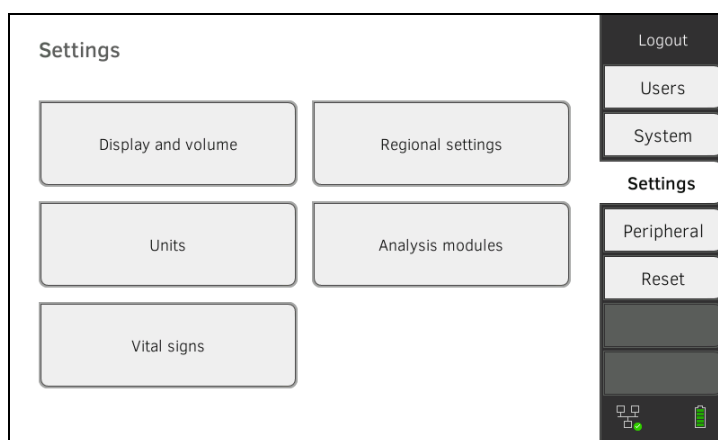 Settings
Display and volume
Regional settings
Units
Analysis modules
Vital signs
Logout
Users
System
Settings
Peripheral
Reset